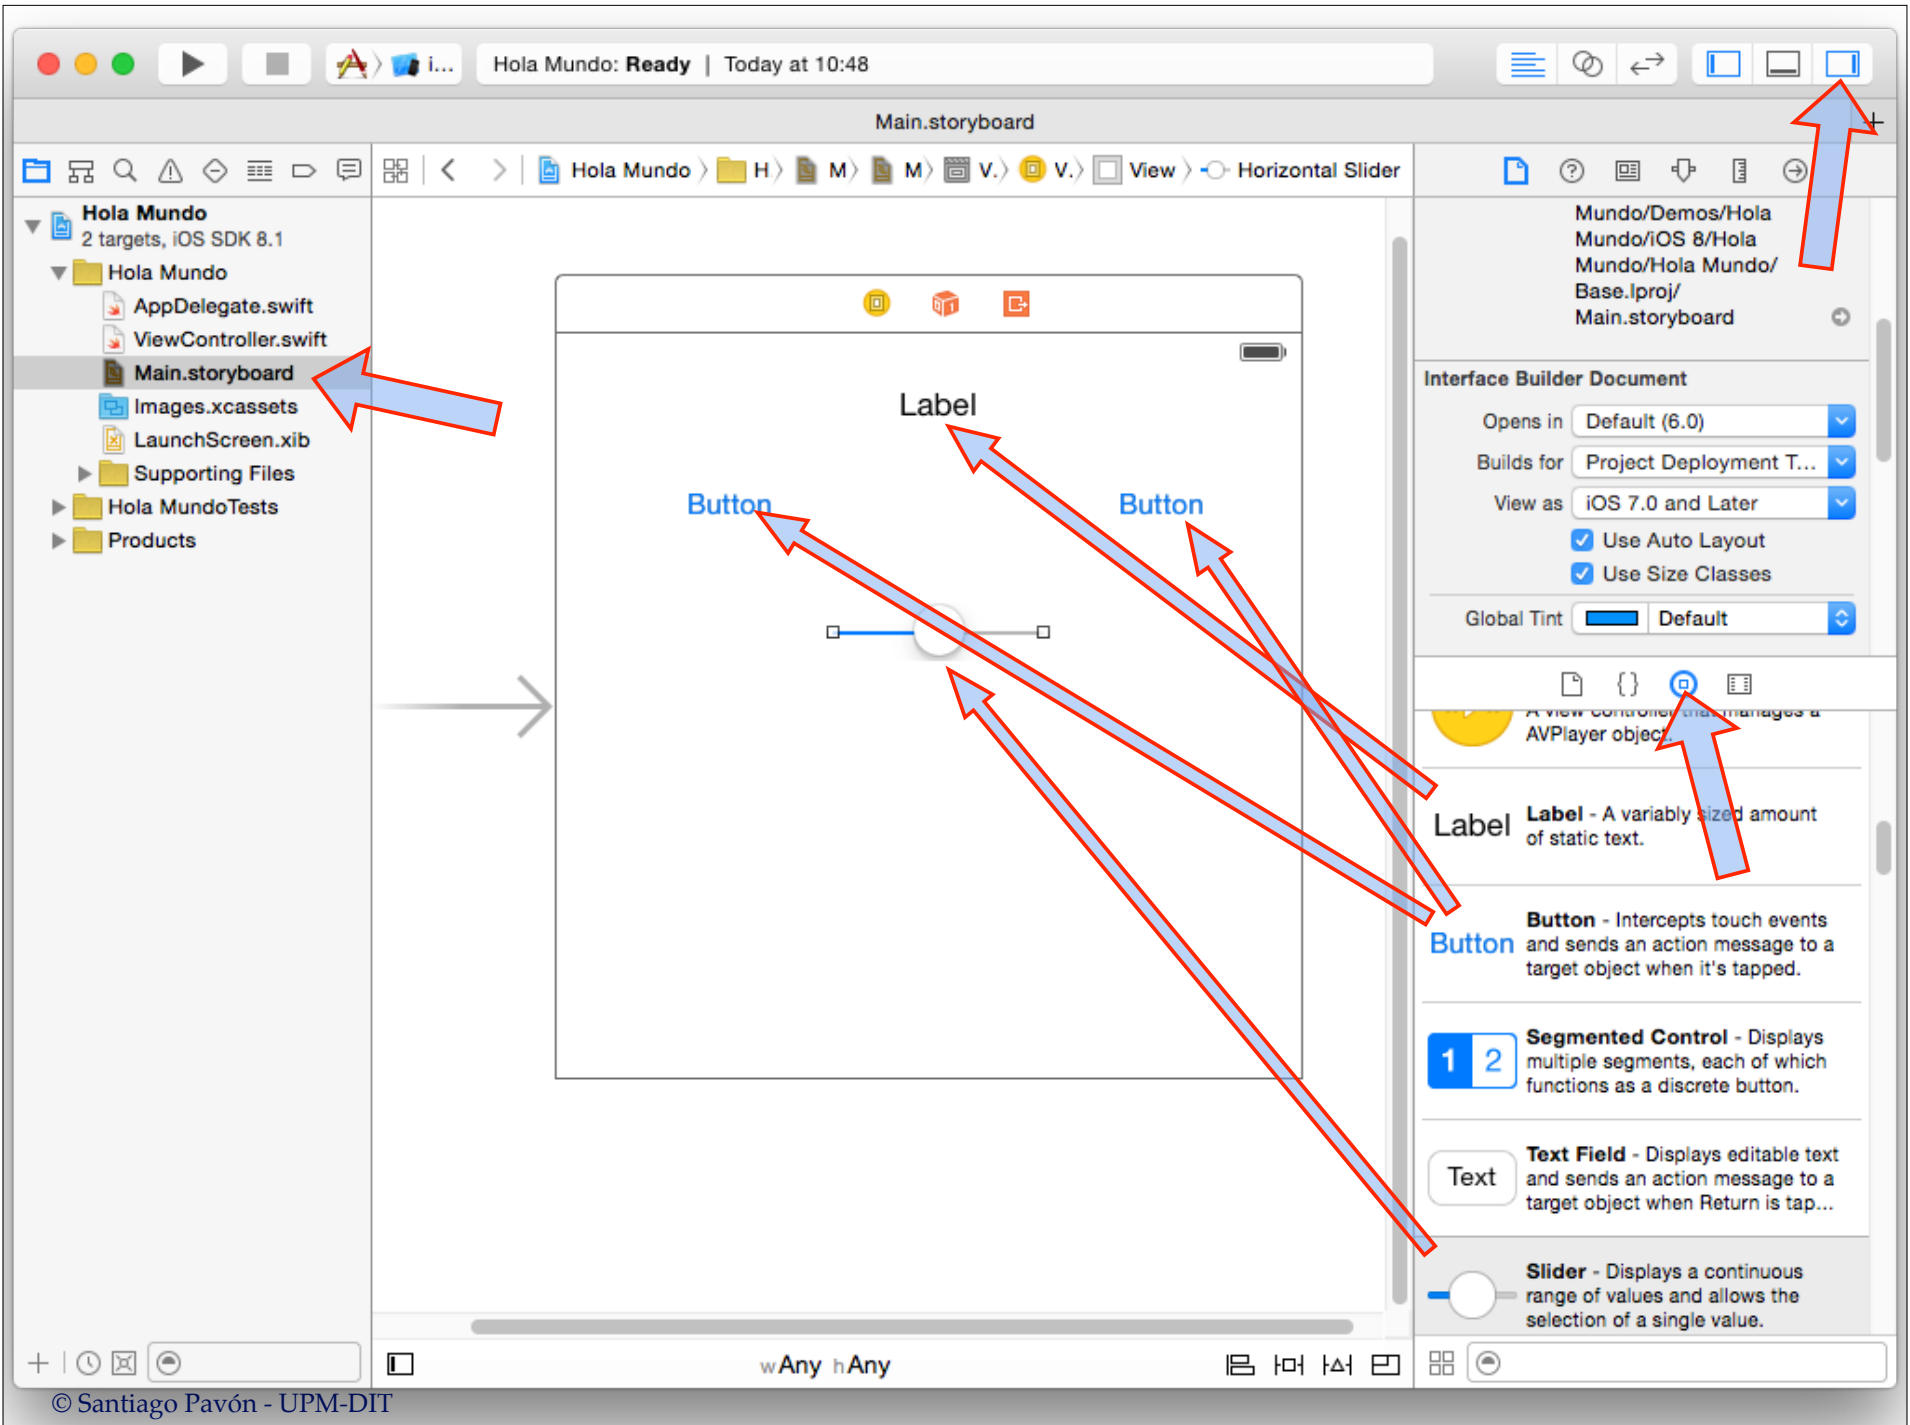 i...
Hola Mundo: Ready | Today at 10:48
Main.storyboard
Hola Mundo
H
M
M
V.
V.
View
Horizontal Slider
Hola Mundo
2 targets, iOS SDK 8.1
Hola Mundo
AppDelegate.swift
ViewController.swift
Main.storyboard
Images.xcassets
LaunchScreen.xib
Supporting Files
Hola MundoTests
Products
Label
Button
Button
wAny hAny
Mundo/Demos/Hola
Mundo/iOS 8/Hola
Mundo/Hola Mundo/
Base.lproj/
Main.storyboard
Interface Builder Document
Opens in Default (6.0)
Builds for Project Deployment T...
View as iOS 7.0 and Later
Use Auto Layout
Use Size Classes
Global Tint Default
{}
A view controller that manages a
AVPlayer object.
Label
Label - A variably sized amount
of static text.
Button
Button - Intercepts touch events
and sends an action message to a
target object when it's tapped.
1 2
Segmented Control - Displays
multiple segments, each of which
functions as a discrete button.
Text
Text Field - Displays editable text
and sends an action message to a
target object when Return is tap...
Slider - Displays a continuous
range of values and allows the
selection of a single value.
© Santiago Pavón - UPM-DIT